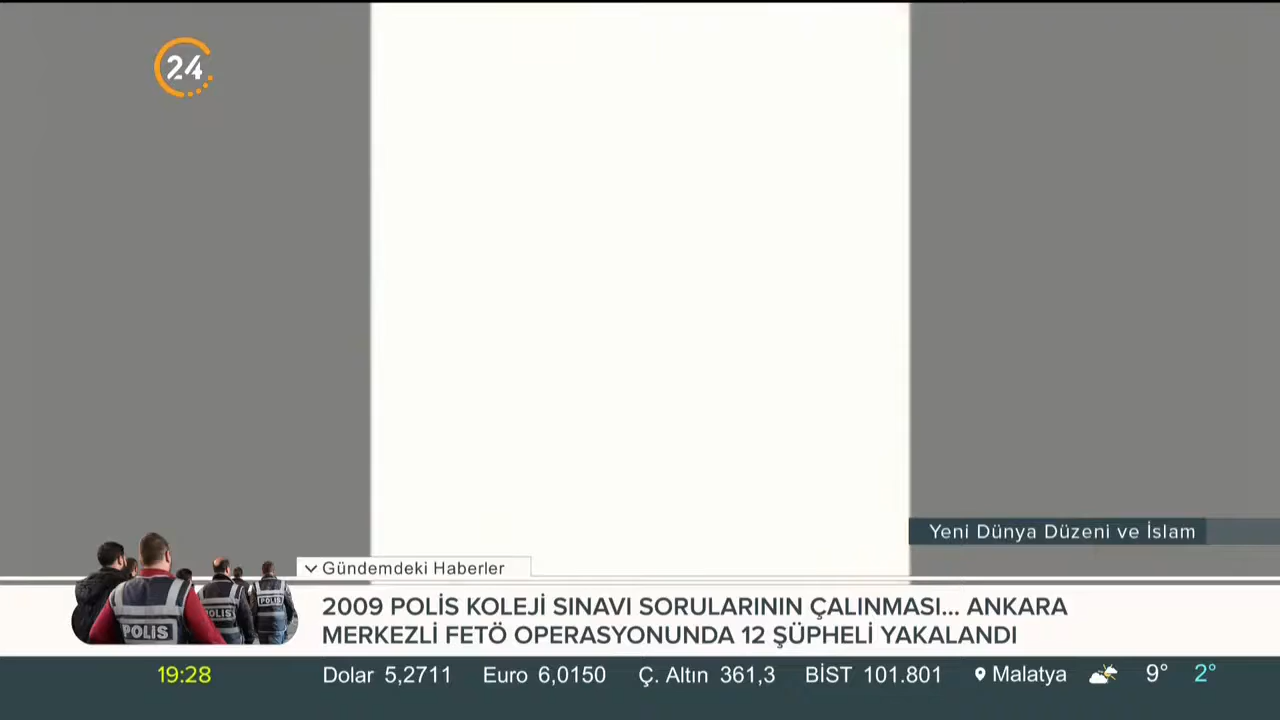 24
Yeni Dünya Düzeni ve İslam
Gündemdeki Haberler
2009 POLİS KOLEJİ SINAVI SORULARININ ÇALINMASI... ANKARA
MERKEZLİ FETÖ OPERASYONUNDA 12 ŞÜPHELİ YAKALANDI
POLIS
POLIS
POLIS
19:28 Dolar 5,2711 Euro 6,0150 Ç. Altın 361,3 BİST 101.801 Malatya 9° 2°